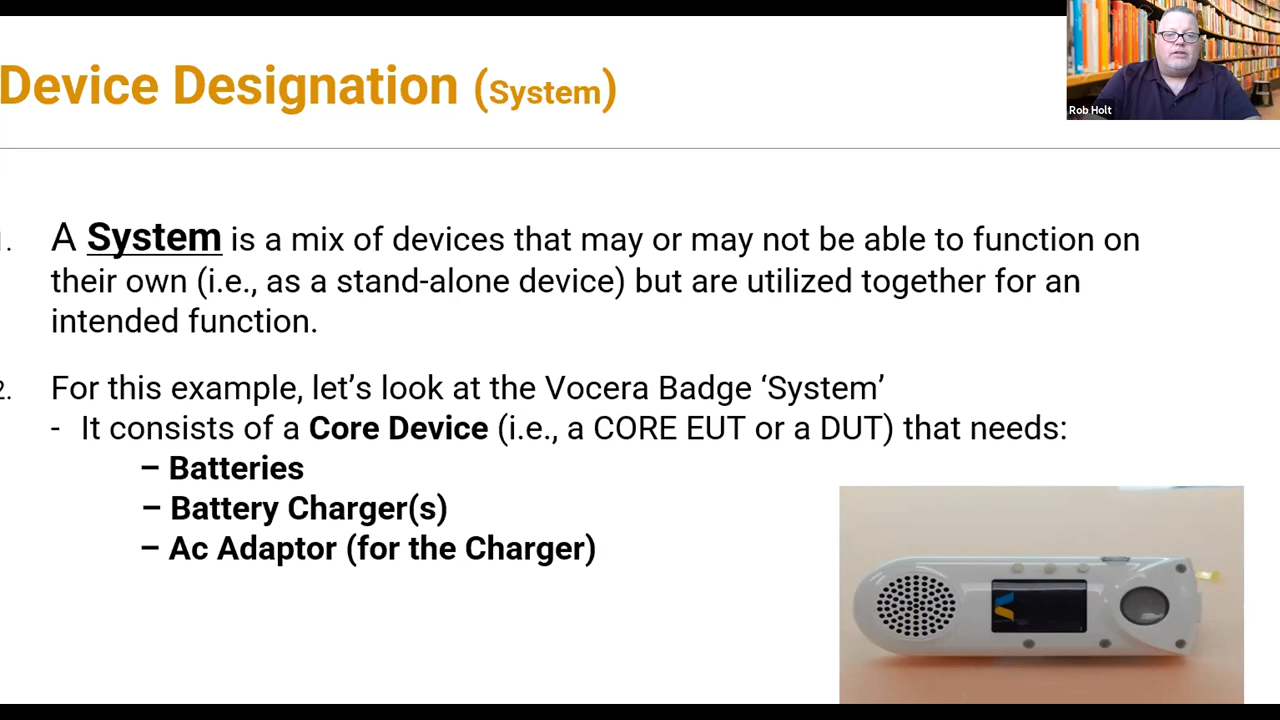 Device Designation (System)
Rob Holt
1. A System is a mix of devices that may or may not be able to function on
their own (i.e., as a stand-alone device) but are utilized together for an
intended function.
2. For this example, let’s look at the Vocera Badge ‘System’
- It consists of a Core Device (i.e., a CORE EUT or a DUT) that needs:
– Batteries
– Battery Charger(s)
– Ac Adaptor (for the Charger)